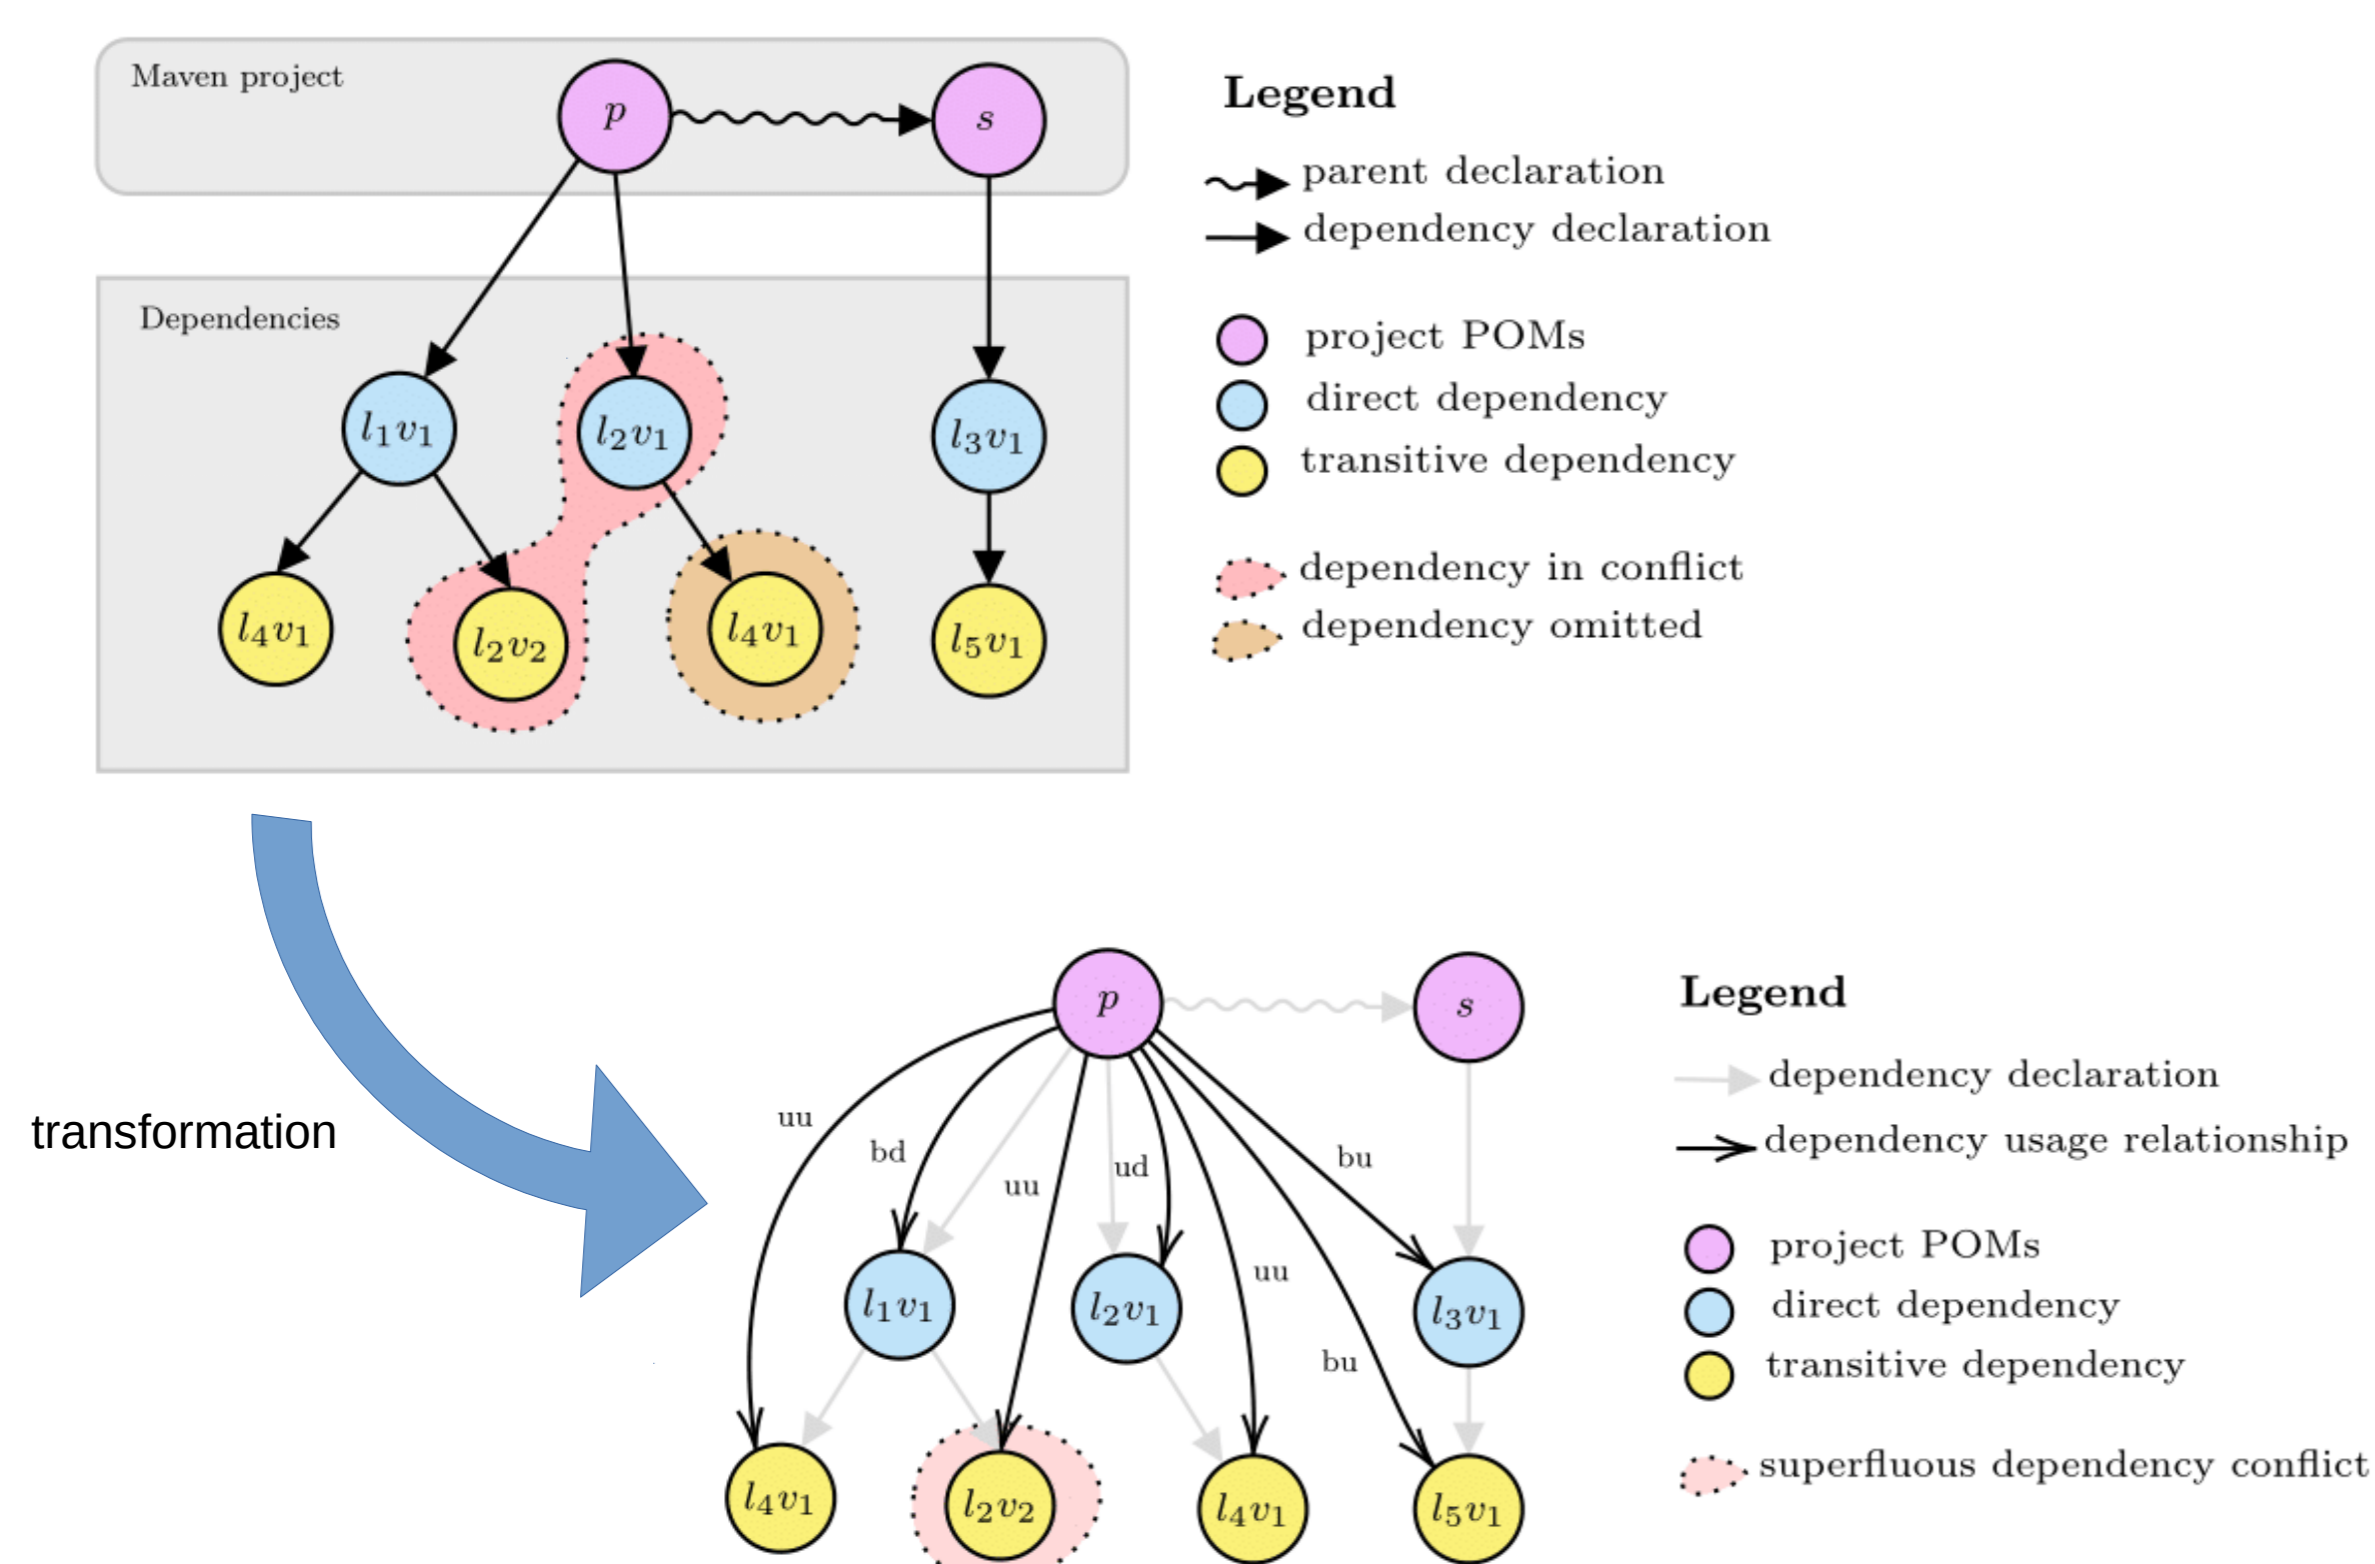 Maven project
p
s
Dependencies
l₁v₁
l₂v₁
l₃v₁
l₄v₁
l₂v₂
l₄v₁
l₅v₁
Legend
parent declaration
dependency declaration
project POMs
direct dependency
transitive dependency
dependency in conflict
dependency omitted
transformation
p
s
uu
bd
uu
ud
bu
uu
bu
l₁v₁
l₂v₁
l₃v₁
l₄v₁
l₂v₂
l₄v₁
l₅v₁
Legend
dependency declaration
dependency usage relationship
project POMs
direct dependency
transitive dependency
superfluous dependency conflict